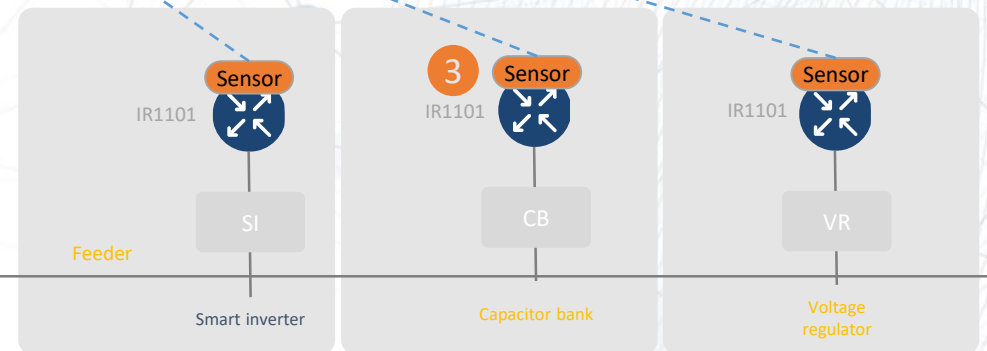 Sensor
IR1101
SI
Feeder
Smart inverter
3
Sensor
IR1101
CB
Capacitor bank
Sensor
IR1101
VR
Voltage
regulator